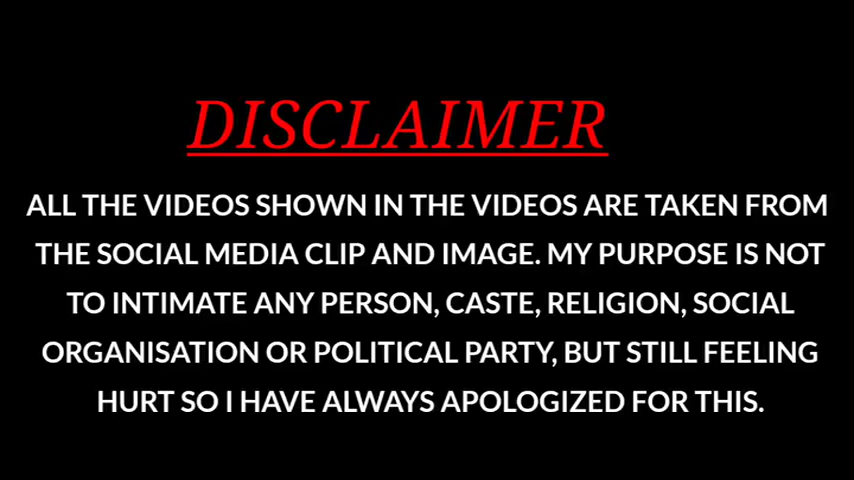 DISCLAIMER
ALL THE VIDEOS SHOWN IN THE VIDEOS ARE TAKEN FROM
THE SOCIAL MEDIA CLIP AND IMAGE. MY PURPOSE IS NOT
TO INTIMATE ANY PERSON, CASTE, RELIGION, SOCIAL
ORGANISATION OR POLITICAL PARTY, BUT STILL FEELING
HURT SO I HAVE ALWAYS APOLOGIZED FOR THIS.